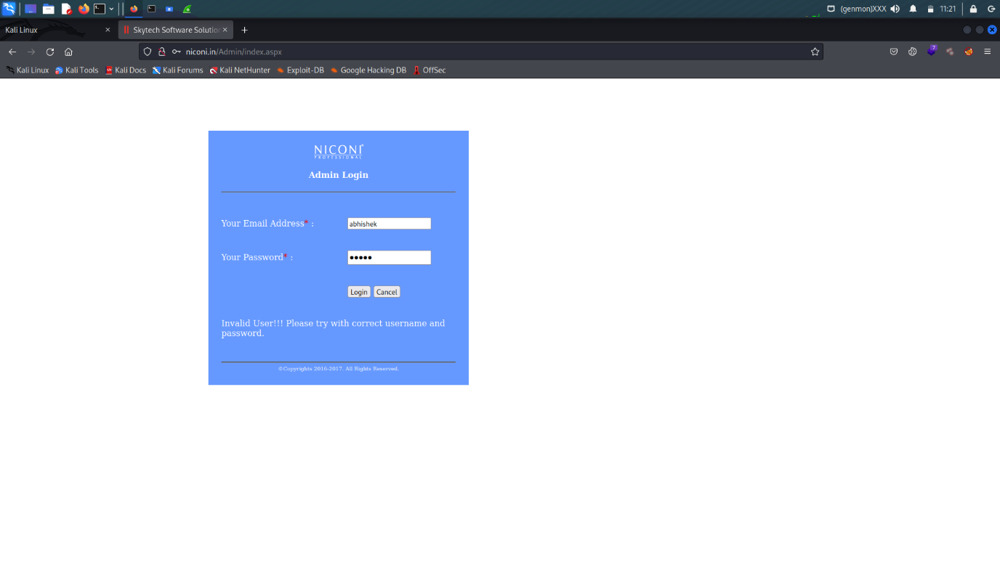 (genmon)XXX 11:21
Kali Linux
Skytech Software Solution
niconi.in/Admin/index.aspx
7
Kali Linux Kali Tools Kali Docs Kali Forums Kali NetHunter Exploit-DB Google Hacking DB OffSec
NICONI
PROFESSIONAL
Admin Login
Your Email Address* :
abhishek
Your Password* :
●●●●●
Login Cancel
Invalid User!!! Please try with correct username and
password.
©Copyrights 2016-2017. All Rights Reserved.